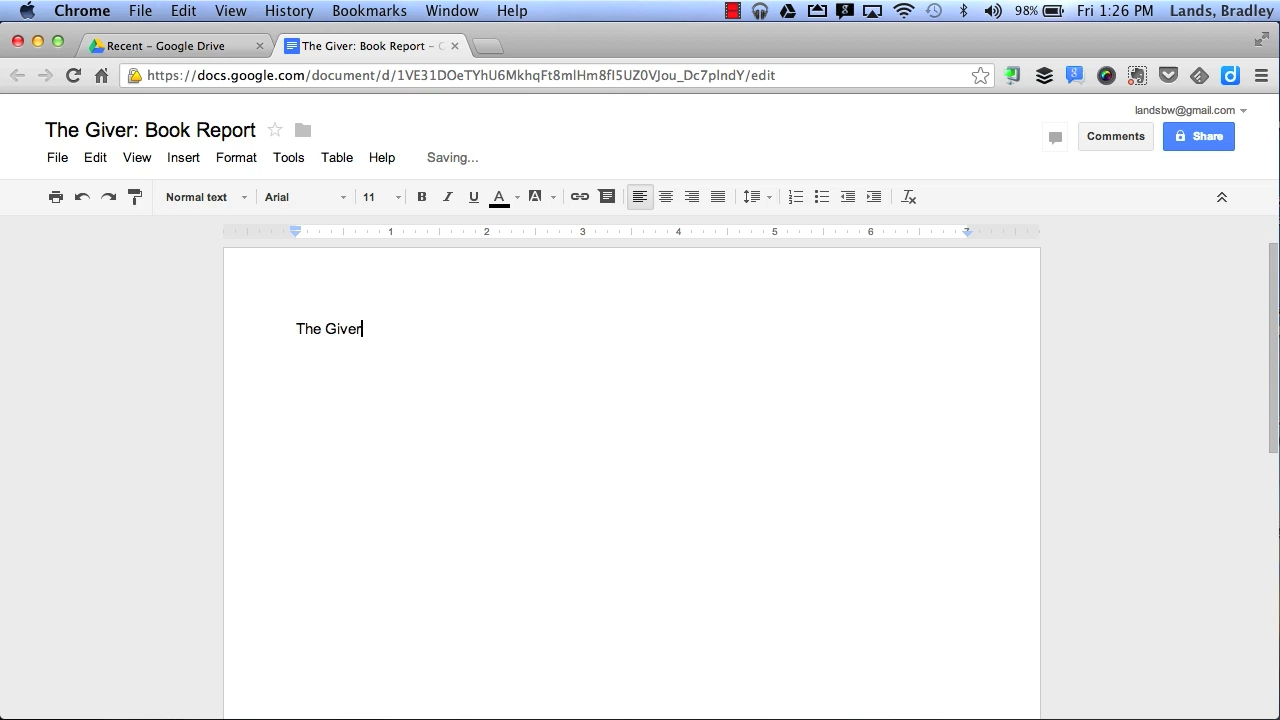 Chrome File Edit View History Bookmarks Window Help 98% Fri 1:26 PM Lands, Bradley
Recent - Google Drive The Giver: Book Report -
https://docs.google.com/document/d/1VE31DOeTYhU6MkhqFt8mlHm8fl5UZ0VJou_Dc7plndY/edit
landsbw@gmail.com
The Giver: Book Report
Comments Share
File Edit View Insert Format Tools Table Help Saving...
Normal text Arial 11 B I U A A
1 2 3 4 5 6 7
The Giver